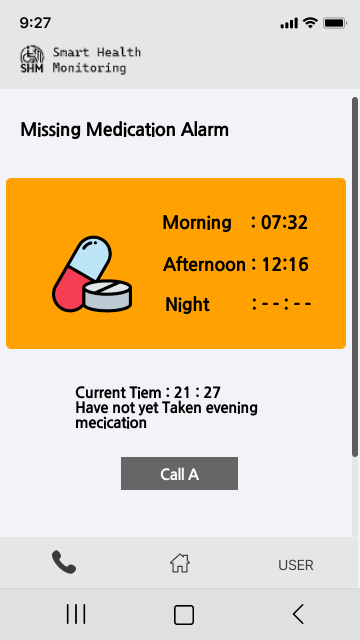 9:27
Smart Health
SHM Monitoring
Missing Medication Alarm
Morning : 07:32
Afternoon : 12:16
Night : - - : - -
Current Tiem : 21 : 27
Have not yet Taken evening
mecication
Call A
USER